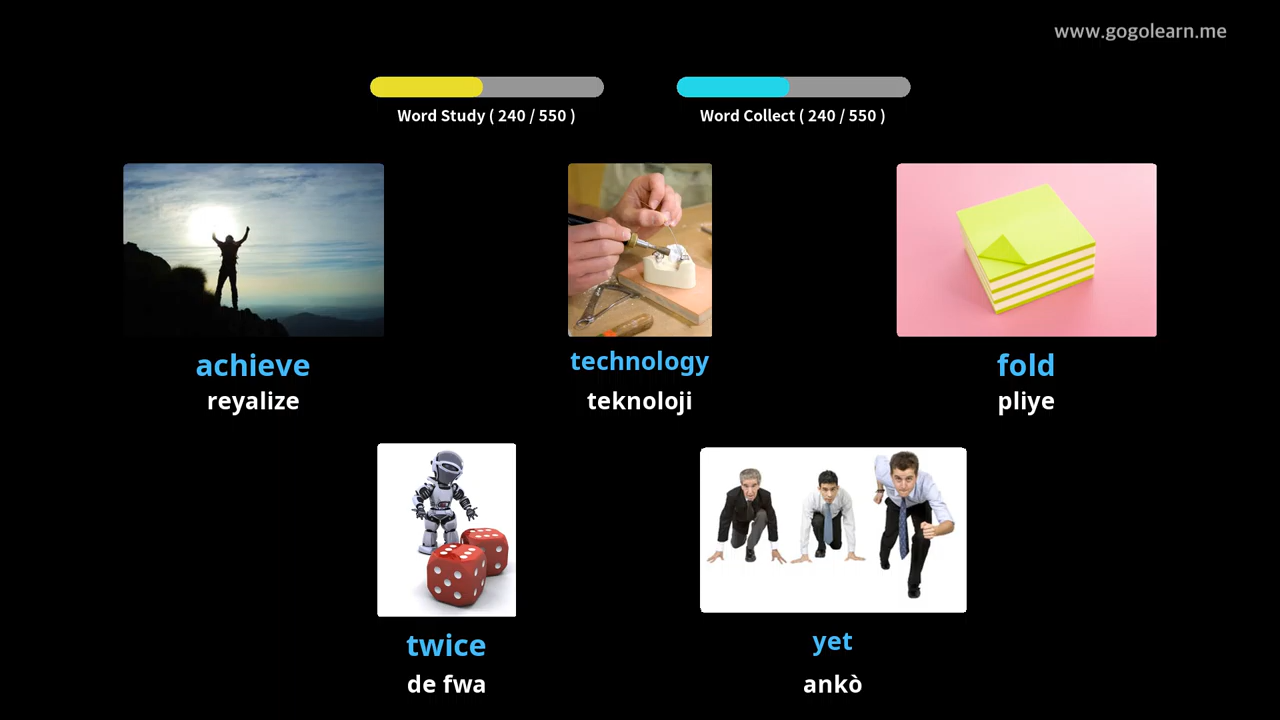 www.gogolearn.me
Word Study ( 240 / 550 )
Word Collect ( 240 / 550 )
achieve
reyalize
technology
teknoloji
fold
pliye
twice
de fwa
yet
ankò